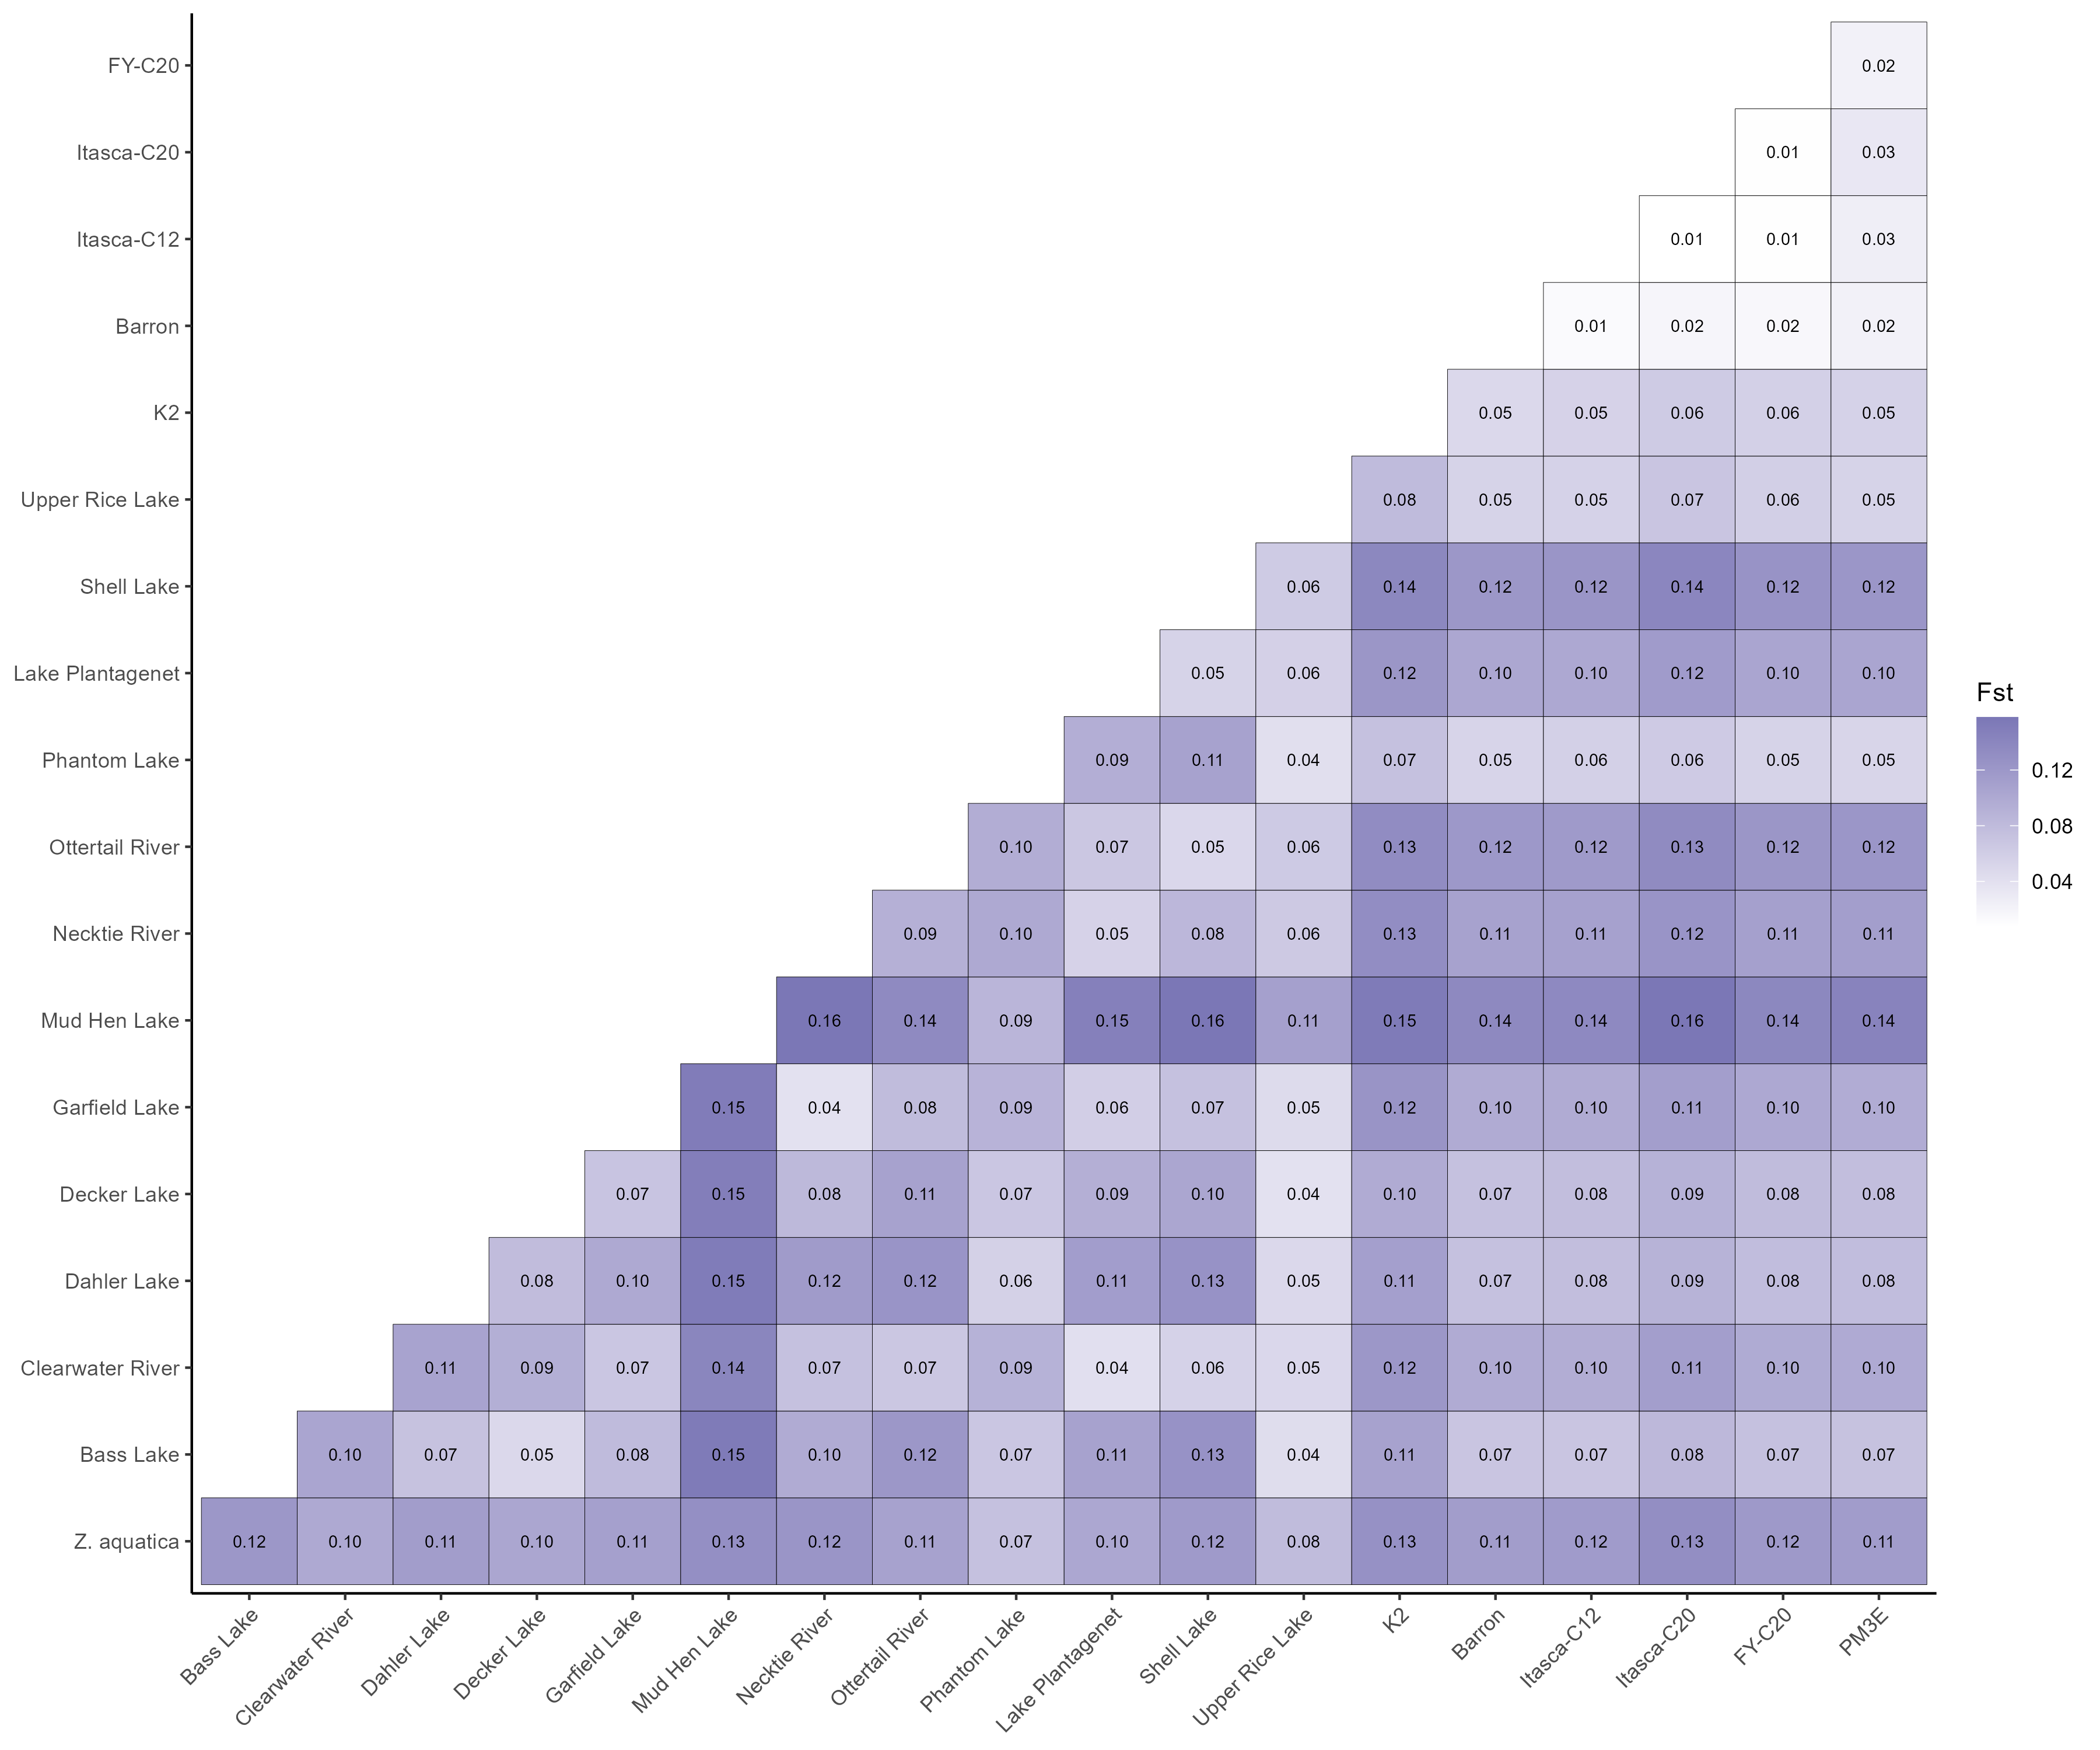 FY-C20 0.02
Itasca-C20 0.01 0.03
Itasca-C12 0.01 0.01 0.03
Barron 0.01 0.02 0.02 0.02
K2 0.05 0.05 0.06 0.06 0.05
Upper Rice Lake 0.08 0.05 0.05 0.07 0.06 0.05
Shell Lake 0.06 0.14 0.12 0.12 0.14 0.12 0.12
Lake Plantagenet 0.05 0.06 0.12 0.10 0.10 0.12 0.10 0.10
Phantom Lake 0.09 0.11 0.04 0.07 0.05 0.06 0.06 0.05 0.05
Ottertail River 0.10 0.07 0.05 0.06 0.13 0.12 0.12 0.13 0.12 0.12
Necktie River 0.09 0.10 0.05 0.08 0.06 0.13 0.11 0.11 0.12 0.11 0.11
Mud Hen Lake 0.16 0.14 0.09 0.15 0.16 0.11 0.15 0.14 0.14 0.16 0.14 0.14
Garfield Lake 0.15 0.04 0.08 0.09 0.06 0.07 0.05 0.12 0.10 0.10 0.11 0.10 0.10
Decker Lake 0.07 0.15 0.08 0.11 0.07 0.09 0.10 0.04 0.10 0.07 0.08 0.09 0.08 0.08
Dahler Lake 0.08 0.10 0.15 0.12 0.12 0.06 0.11 0.13 0.05 0.11 0.07 0.08 0.09 0.08 0.08
Clearwater River 0.11 0.09 0.07 0.14 0.07 0.07 0.09 0.04 0.06 0.05 0.12 0.10 0.10 0.11 0.10 0.10
Bass Lake 0.10 0.07 0.05 0.08 0.15 0.10 0.12 0.07 0.11 0.13 0.04 0.11 0.07 0.07 0.08 0.07 0.07
Z. aquatica 0.12 0.10 0.11 0.10 0.11 0.13 0.12 0.11 0.07 0.10 0.12 0.08 0.13 0.11 0.12 0.13 0.12 0.11
Bass Lake
Clearwater River
Dahler Lake
Decker Lake
Garfield Lake
Mud Hen Lake
Necktie River
Ottertail River
Phantom Lake
Lake Plantagenet
Shell Lake
Upper Rice Lake
K2
Barron
Itasca-C12
Itasca-C20
FY-C20
PM3E
Fst
0.12
0.08
0.04